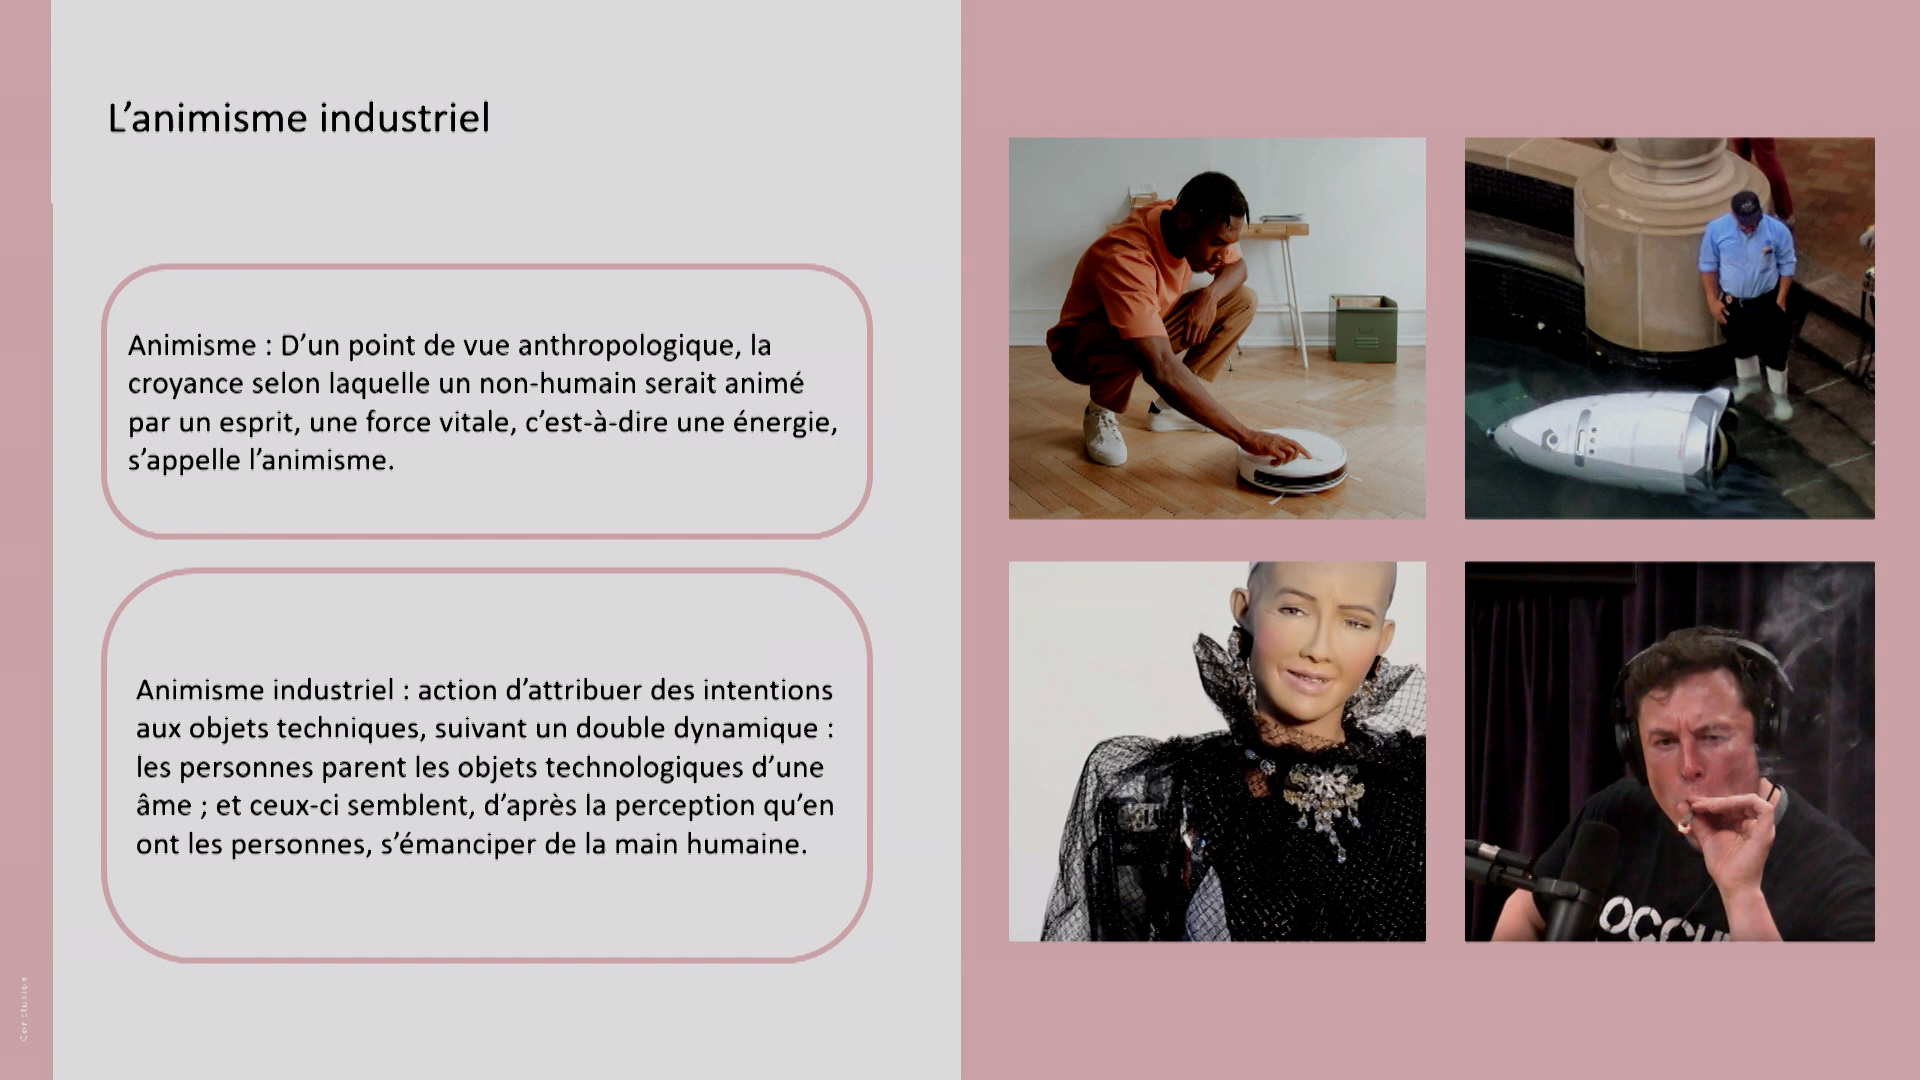 L’animisme industriel
Animisme : D’un point de vue anthropologique, la
croyance selon laquelle un non-humain serait animé
par un esprit, une force vitale, c’est-à-dire une énergie,
s’appelle l’animisme.
Animisme industriel : action d’attribuer des intentions
aux objets techniques, suivant un double dynamique :
les personnes parent les objets technologiques d’une
âme ; et ceux-ci semblent, d’après la perception qu’en
ont les personnes, s’émanciper de la main humaine.